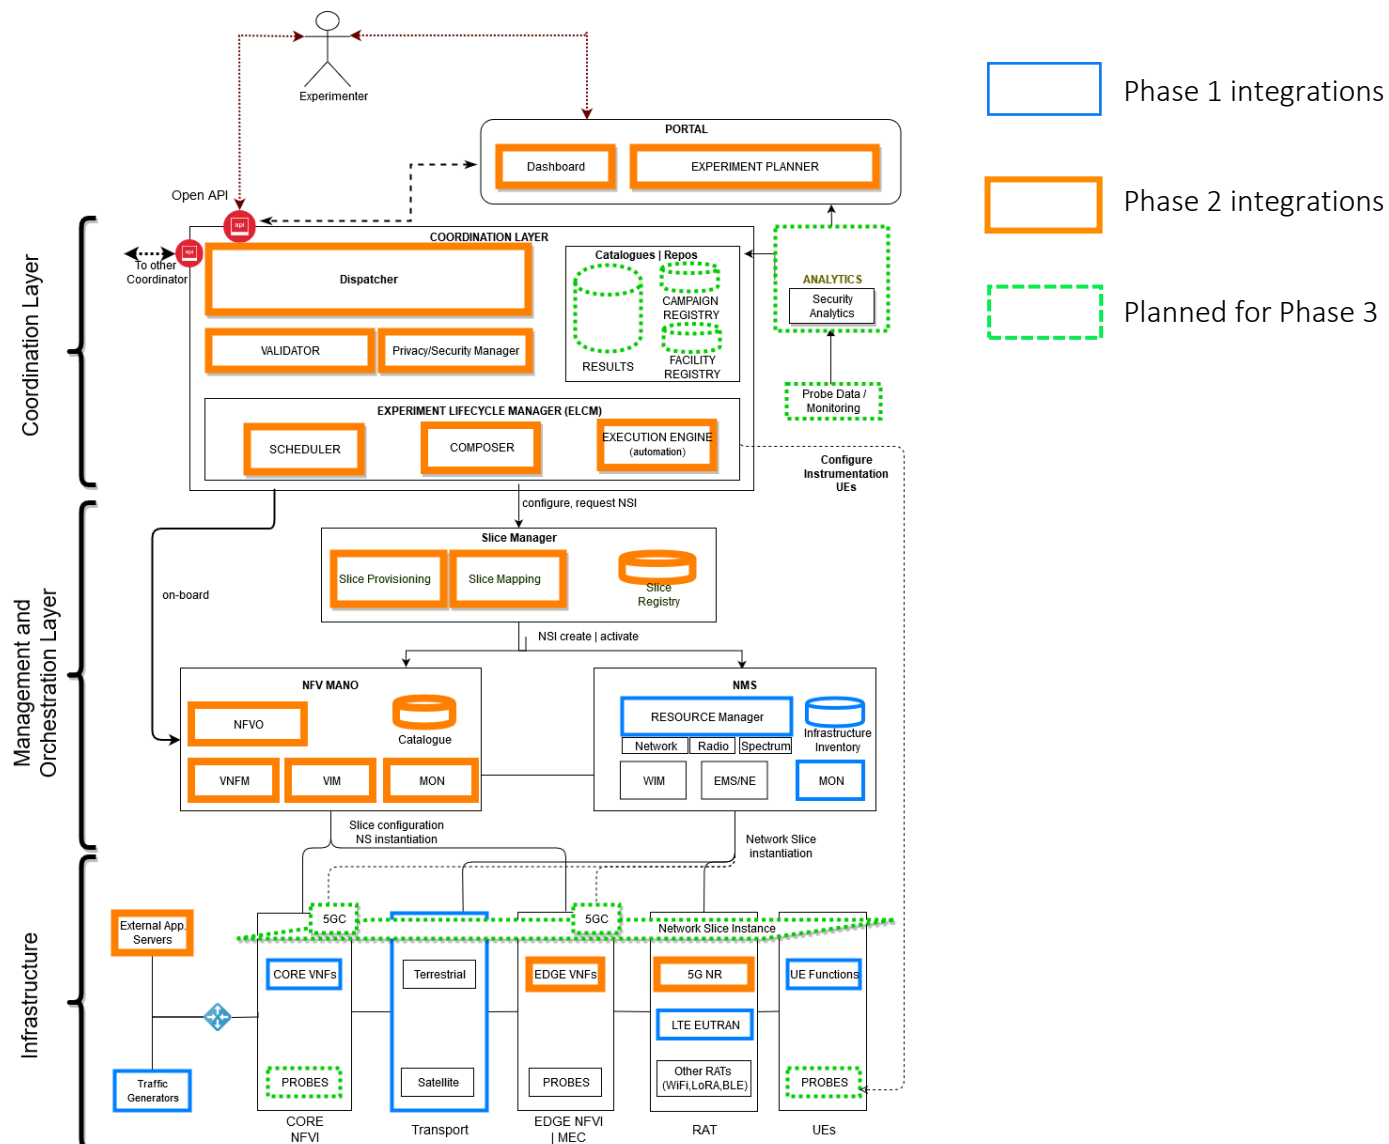 Experimenter
Phase 1 integrations
PORTAL
Dashboard
EXPERIMENT PLANNER
Open API
Phase 2 integrations
api
COORDINATION LAYER
api
To other
Coordinator
Dispatcher
Catalogues | Repos
CAMPAIGN
REGISTRY
RESULTS
FACILITY
REGISTRY
ANALYTICS
Security
Analytics
Planned for Phase 3
VALIDATOR
Privacy/Security Manager
Probe Data /
Monitoring
EXPERIMENT LIFECYCLE MANAGER (ELCM)
SCHEDULER
COMPOSER
EXECUTION ENGINE
(automation)
Configure
Instrumentation
UEs
Coordination Layer
configure, request NSI
Slice Manager
Slice Provisioning
Slice Mapping
Slice
Registry
on-board
NSI create | activate
Management and
Orchestration Layer
NFV MANO
NFVO
Catalogue
VNFM
VIM
MON
NMS
RESOURCE Manager
Network
Radio
Spectrum
Infrastructure
Inventory
WIM
EMS/NE
MON
Slice configuration
NS instantiation
Network Slice
instantiation
Infrastructure
External App.
Servers
5GC
5GC
Network Slice Instance
CORE VNFs
Terrestrial
EDGE VNFs
5G NR
UE Functions
LTE EUTRAN
Traffic
Generators
PROBES
Satellite
PROBES
Other RATs
(WiFi,LoRA,BLE)
PROBES
CORE
NFVI
Transport
EDGE NFVI
| MEC
RAT
UEs